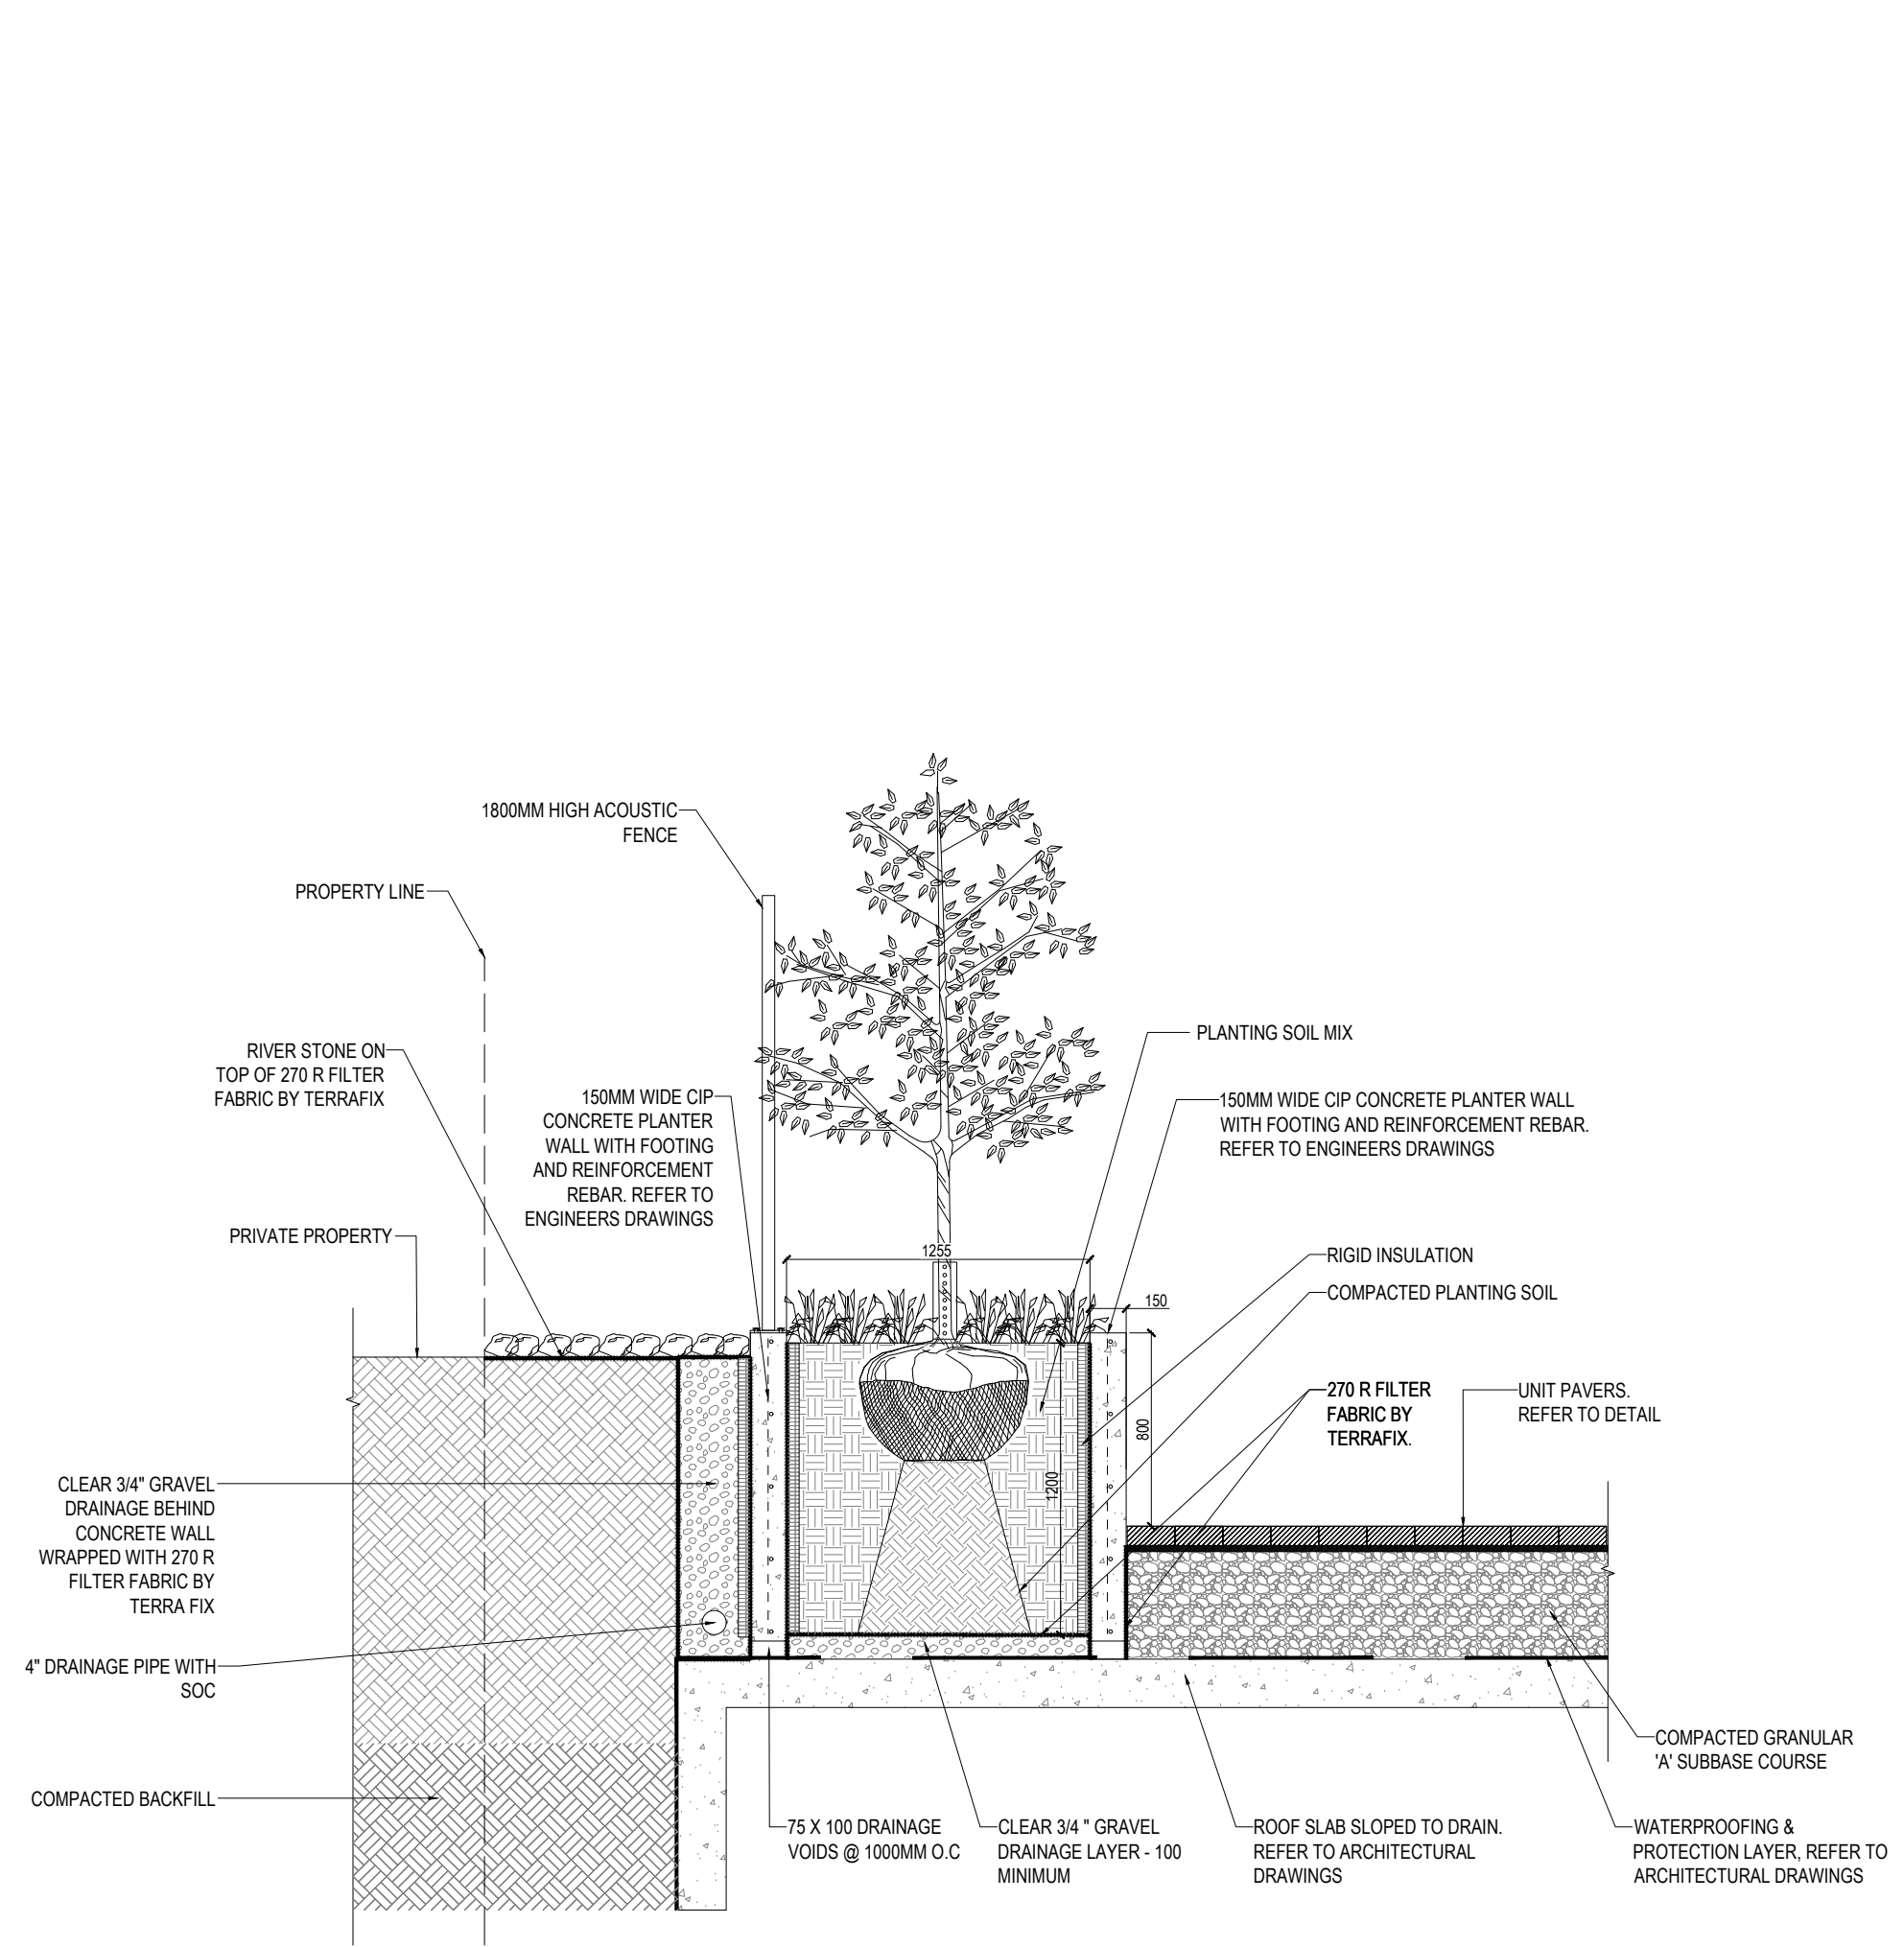 1800MM HIGH ACOUSTIC
FENCE
PROPERTY LINE
RIVER STONE ON
TOP OF 270 R FILTER
FABRIC BY TERRAFIX
150MM WIDE CIP
CONCRETE PLANTER
WALL WITH FOOTING
AND REINFORCEMENT
REBAR. REFER TO
ENGINEERS DRAWINGS
PRIVATE PROPERTY
CLEAR 3/4" GRAVEL
DRAINAGE BEHIND
CONCRETE WALL
WRAPPED WITH 270 R
FILTER FABRIC BY
TERRA FIX
4" DRAINAGE PIPE WITH
SOC
COMPACTED BACKFILL
PLANTING SOIL MIX
150MM WIDE CIP CONCRETE PLANTER WALL
WITH FOOTING AND REINFORCEMENT REBAR.
REFER TO ENGINEERS DRAWINGS
1255
150
800
1200
RIGID INSULATION
COMPACTED PLANTING SOIL
270 R FILTER
FABRIC BY
TERRAFIX.
UNIT PAVERS.
REFER TO DETAIL
COMPACTED GRANULAR
'A' SUBBASE COURSE
75 X 100 DRAINAGE
VOIDS @ 1000MM O.C
CLEAR 3/4 " GRAVEL
DRAINAGE LAYER - 100
MINIMUM
ROOF SLAB SLOPED TO DRAIN.
REFER TO ARCHITECTURAL
DRAWINGS
WATERPROOFING &
PROTECTION LAYER, REFER TO
ARCHITECTURAL DRAWINGS